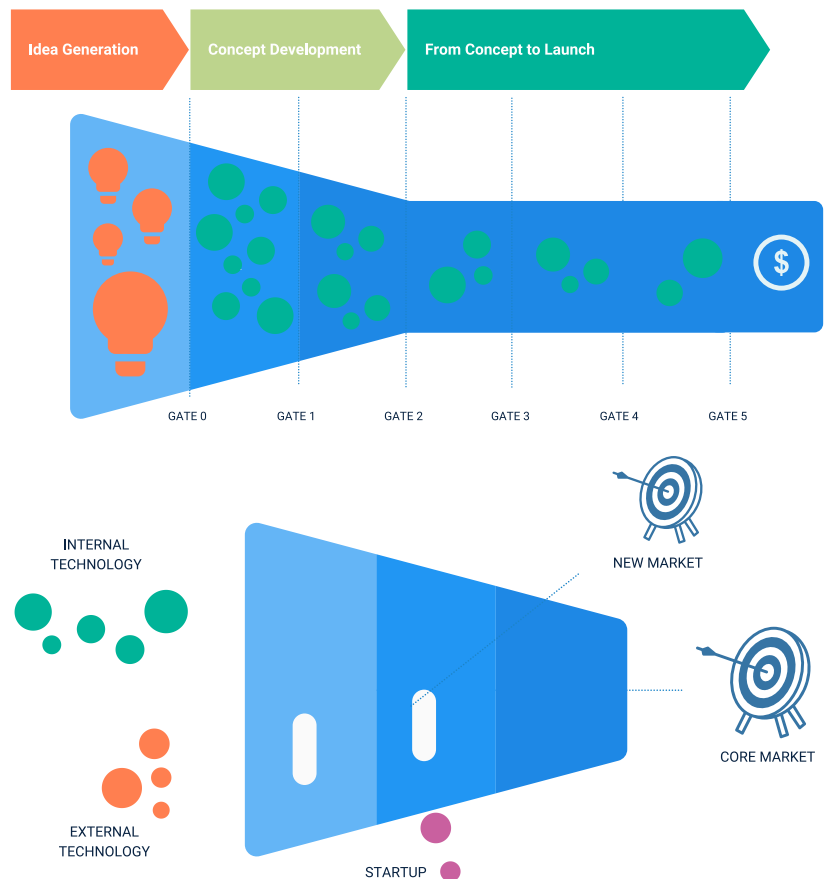 Idea Generation
Concept Development
From Concept to Launch
$
GATE 0
GATE 1
GATE 2
GATE 3
GATE 4
GATE 5
INTERNAL
TECHNOLOGY
NEW MARKET
CORE MARKET
EXTERNAL
TECHNOLOGY
STARTUP